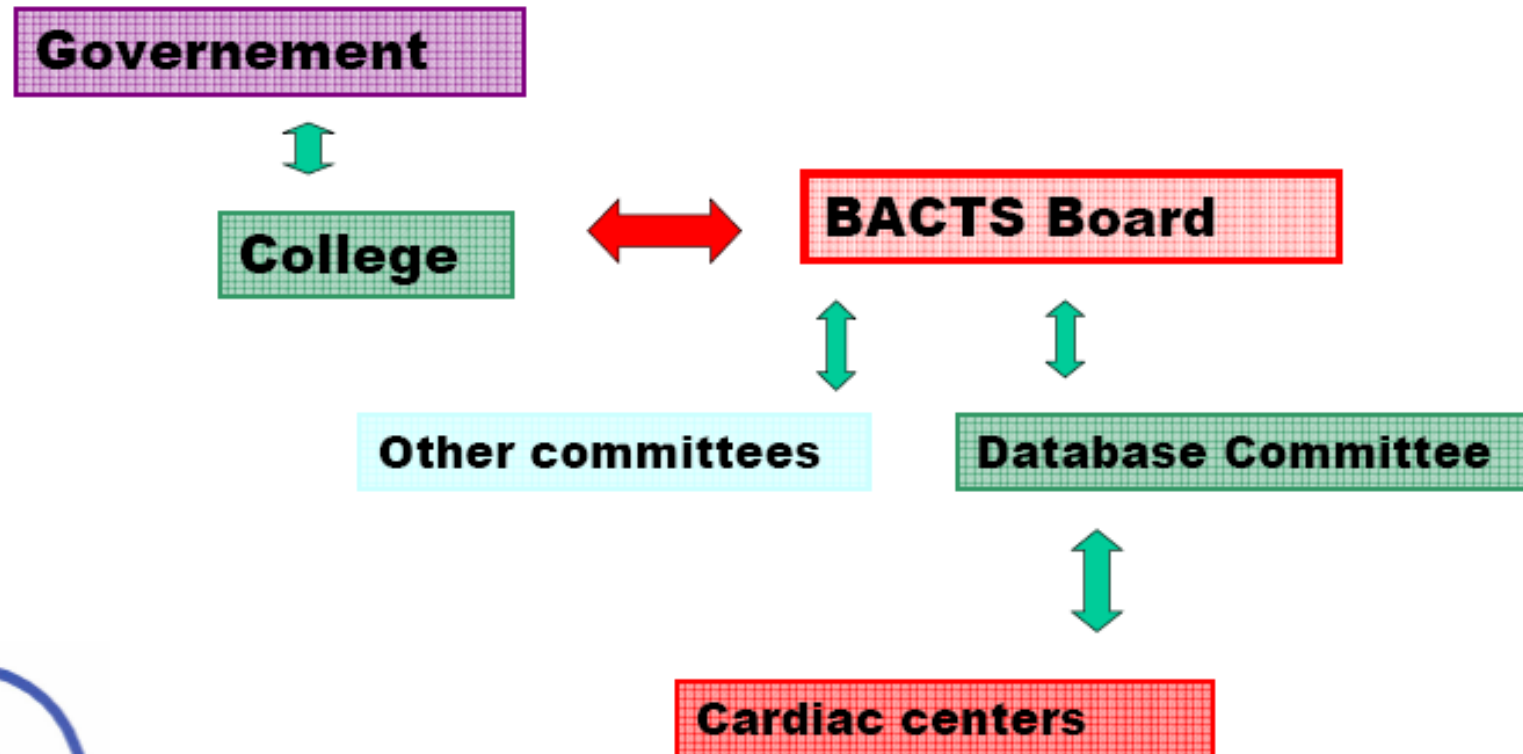 Governement
College
BACTS Board
Other committees
Database Committee
Cardiac centers